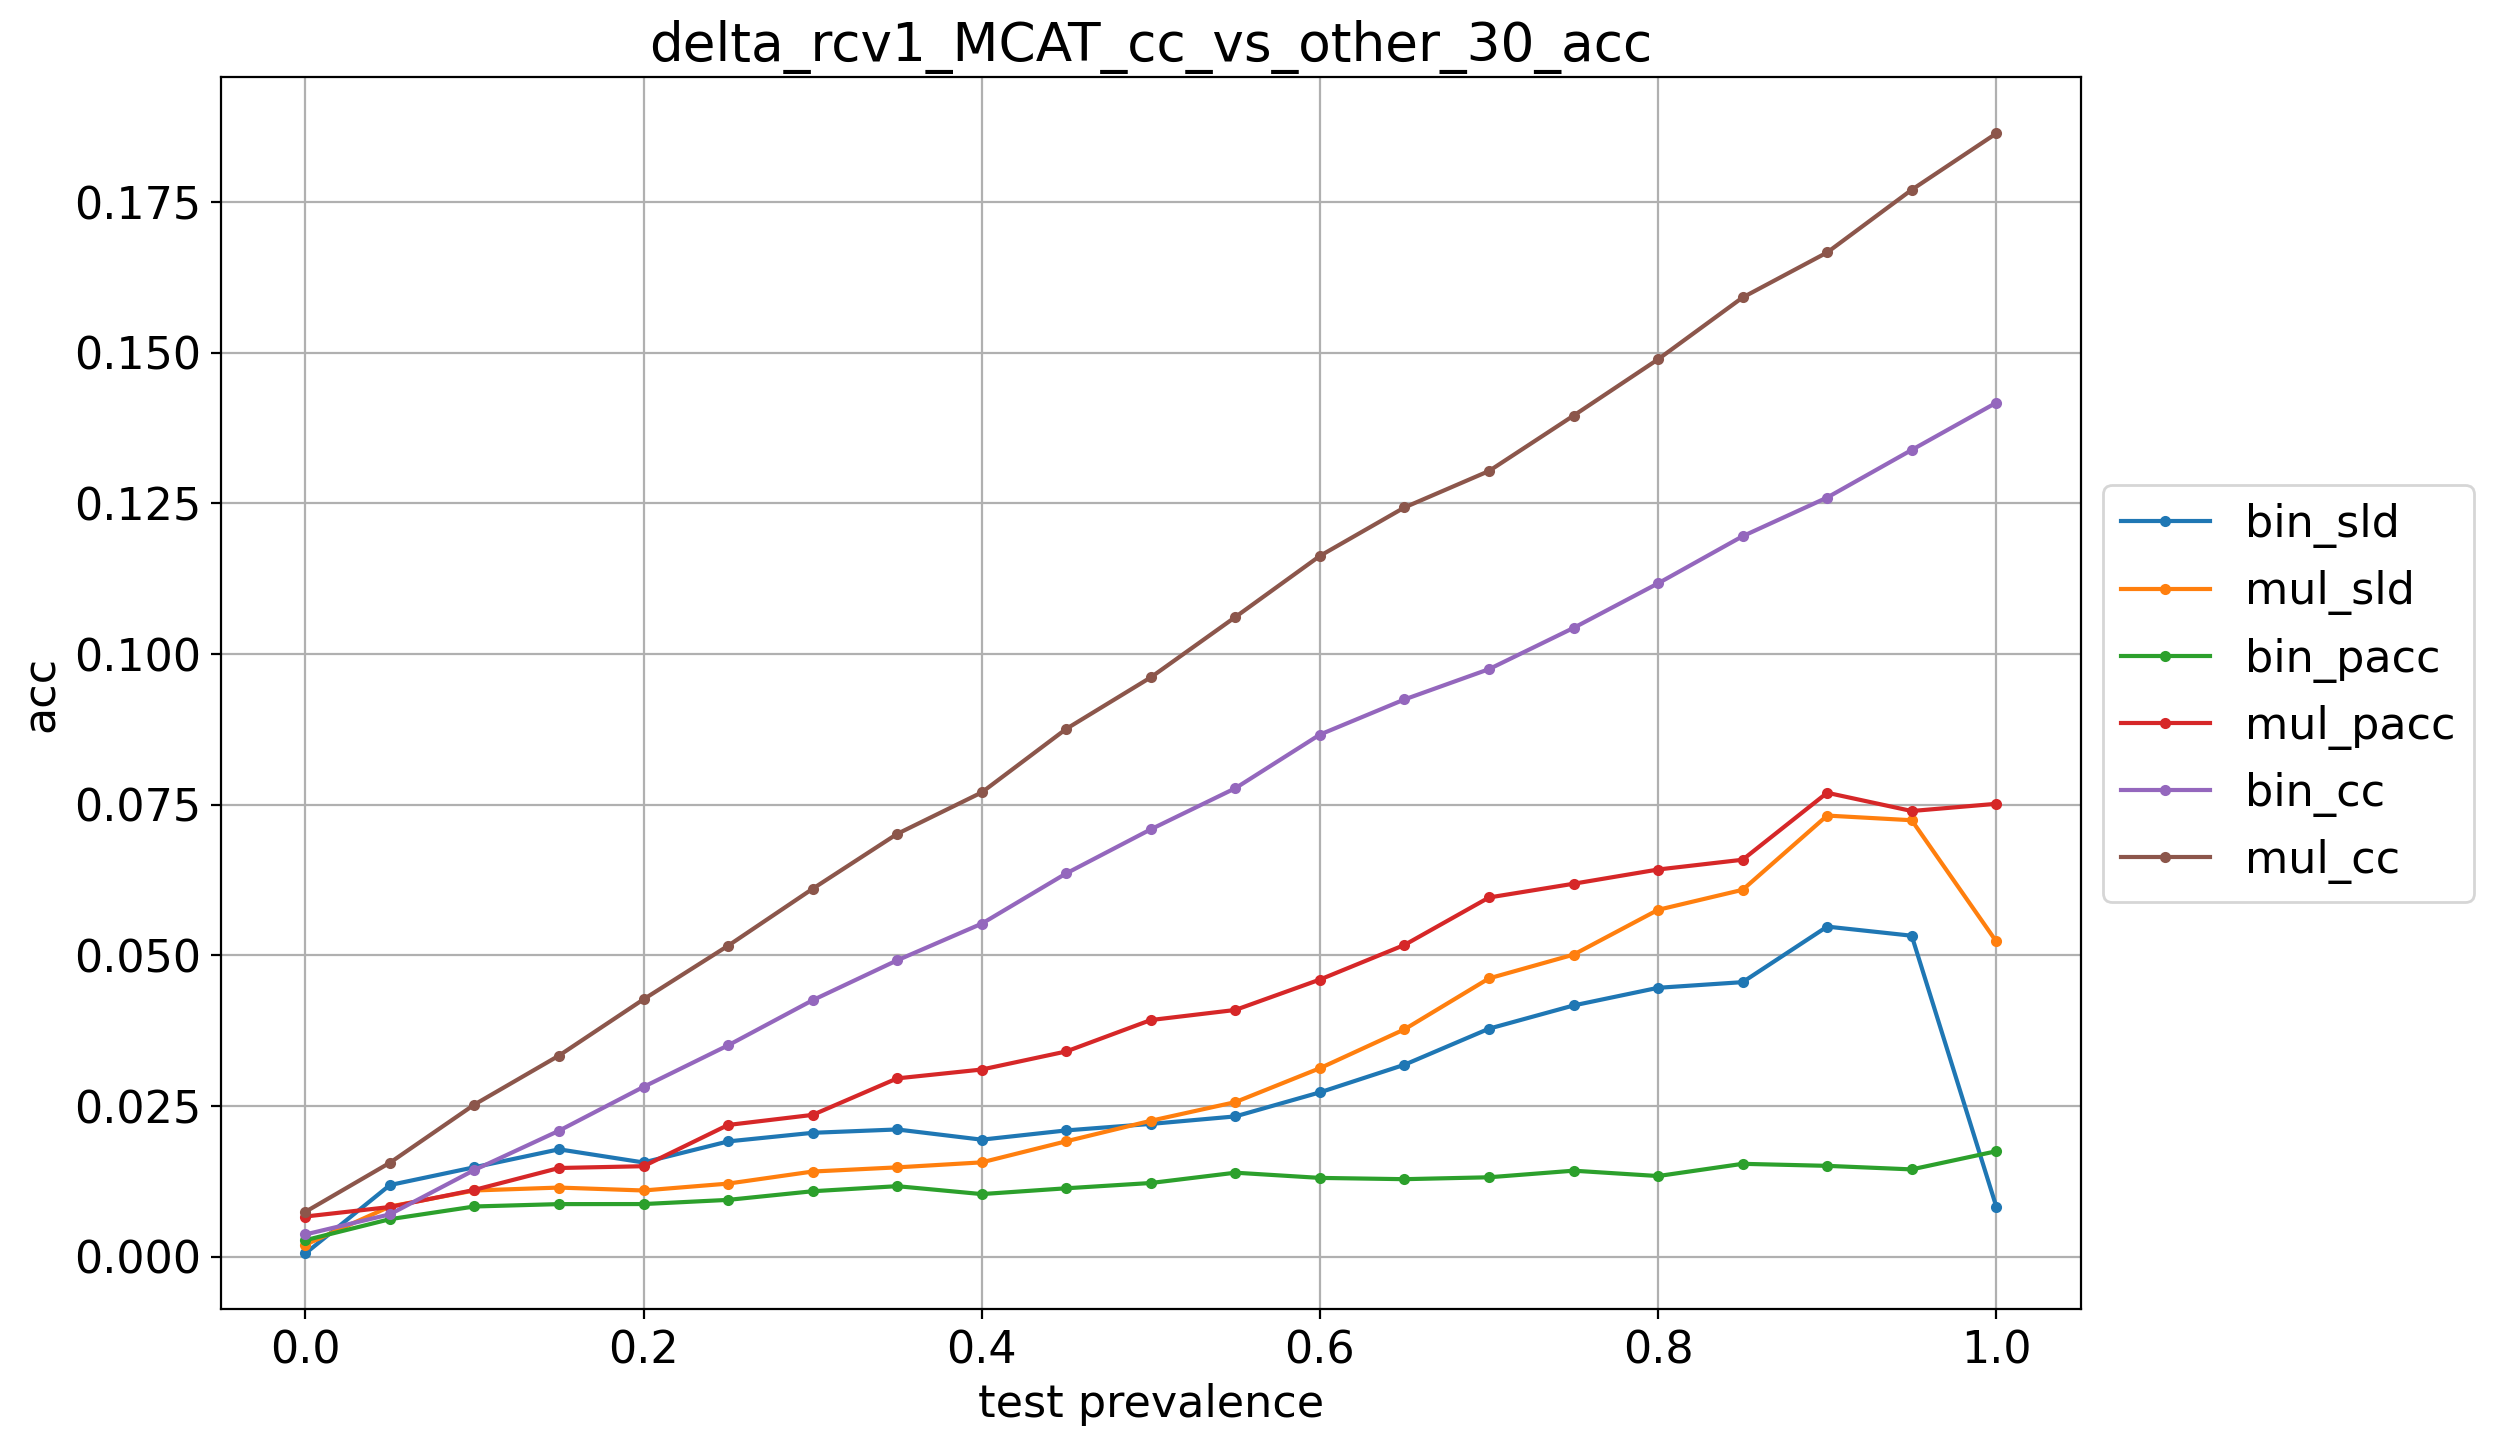 delta_rcv1_MCAT_cc_vs_other_30_acc
0.175
0.150
0.125
0.100
0.075
0.050
0.025
0.000
acc
0.0 0.2 0.4 0.6 0.8 1.0
test prevalence
bin_sld
mul_sld
bin_pacc
mul_pacc
bin_cc
mul_cc